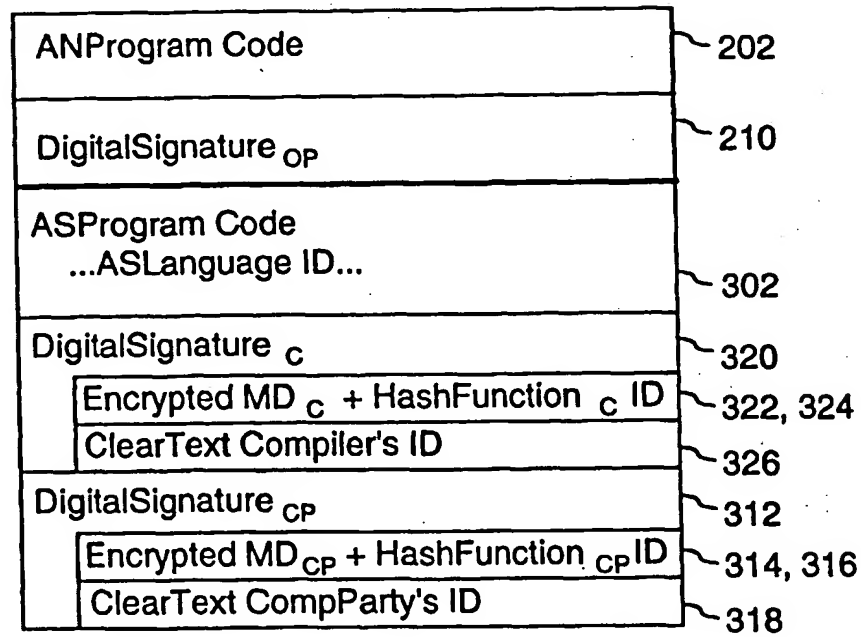 ANProgram Code 202
DigitalSignature OP 210
ASProgram Code
...ASLanguage ID... 302
DigitalSignature C 320
Encrypted MD C + HashFunction C ID 322, 324
ClearText Compiler's ID 326
DigitalSignature CP 312
Encrypted MD CP + HashFunction CP ID 314, 316
ClearText CompParty's ID 318